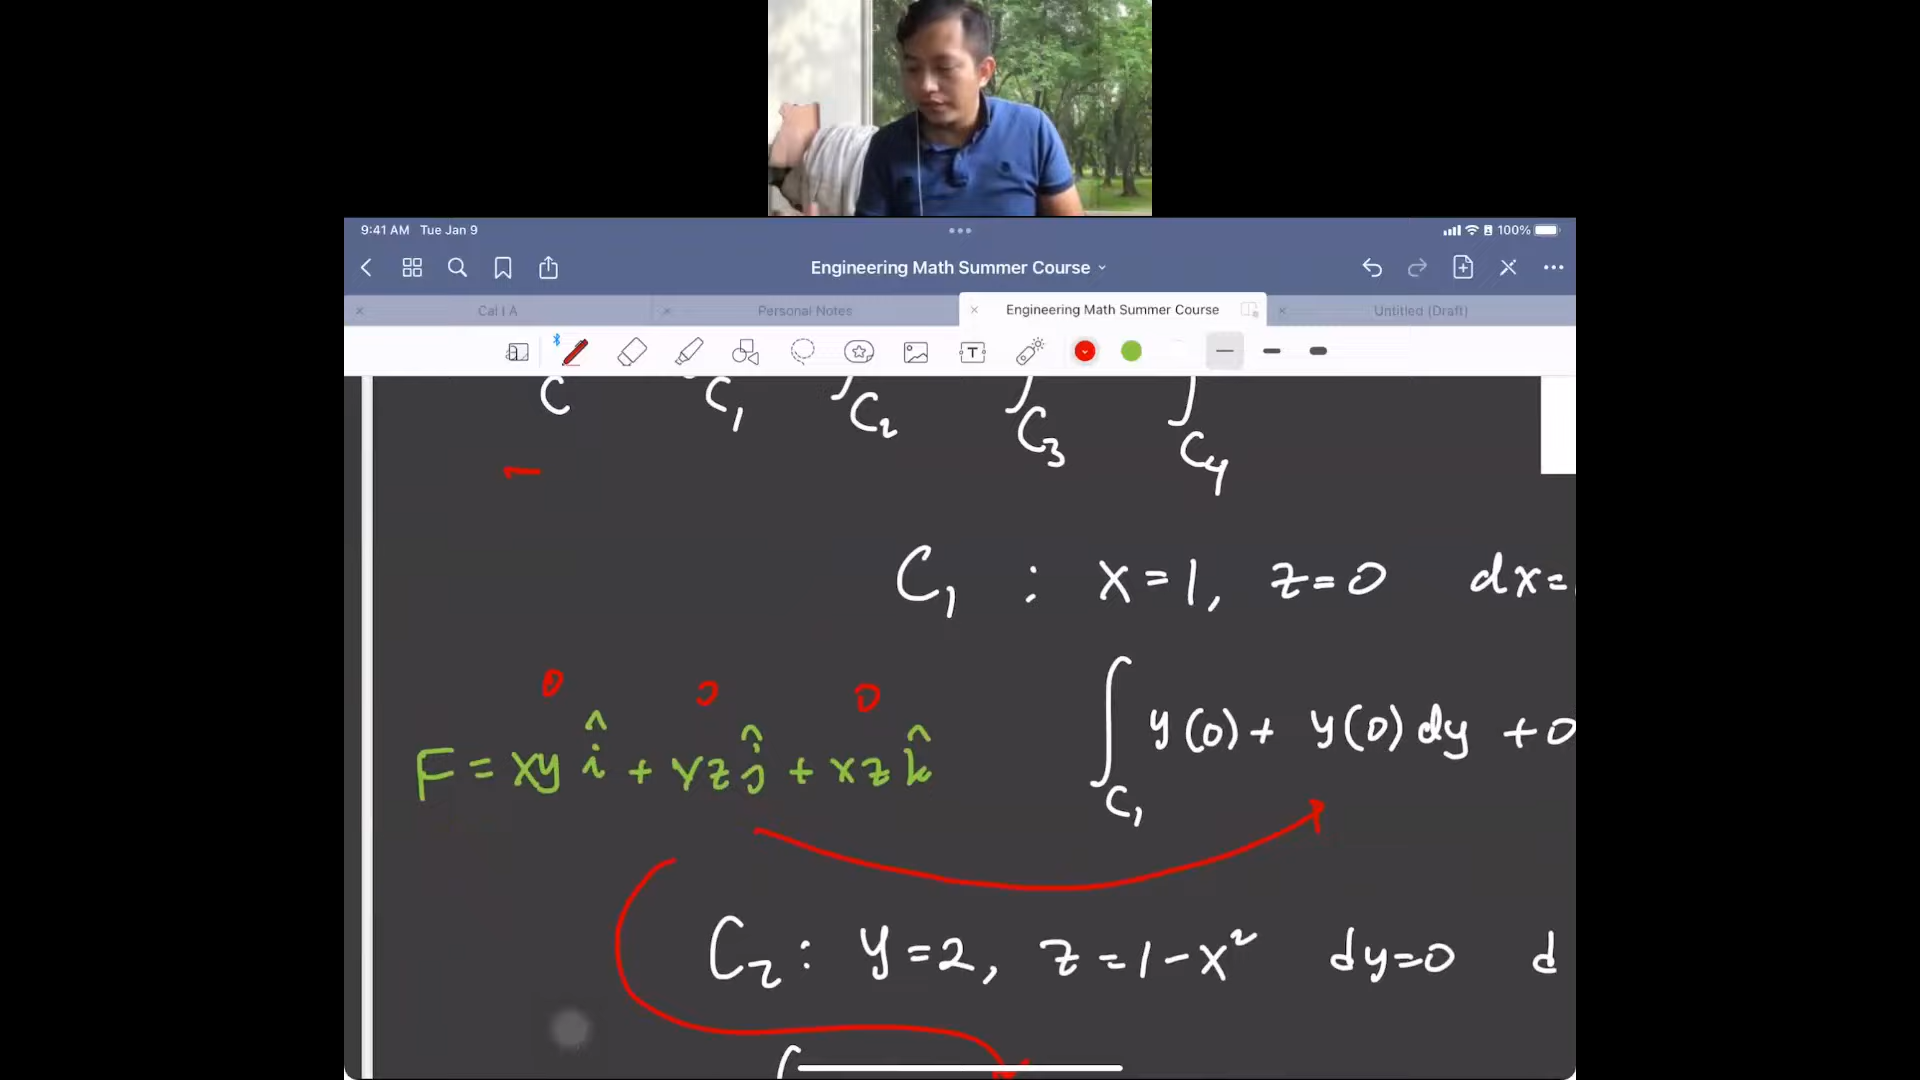 9:41 AM Tue Jan 9
100%
Engineering Math Summer Course
Cal I A
Personal Notes
Engineering Math Summer Course
Untitled (Draft)
T
C C₁ C₂ C₃ C₄
C₁ : x=1, z=0 dx=
0 0 0
∫C₁ y(0)+ y(0)dy +0
F = xy î + yz ĵ + xz k̂
C₂: y=2, z=1-x² dy=0 d